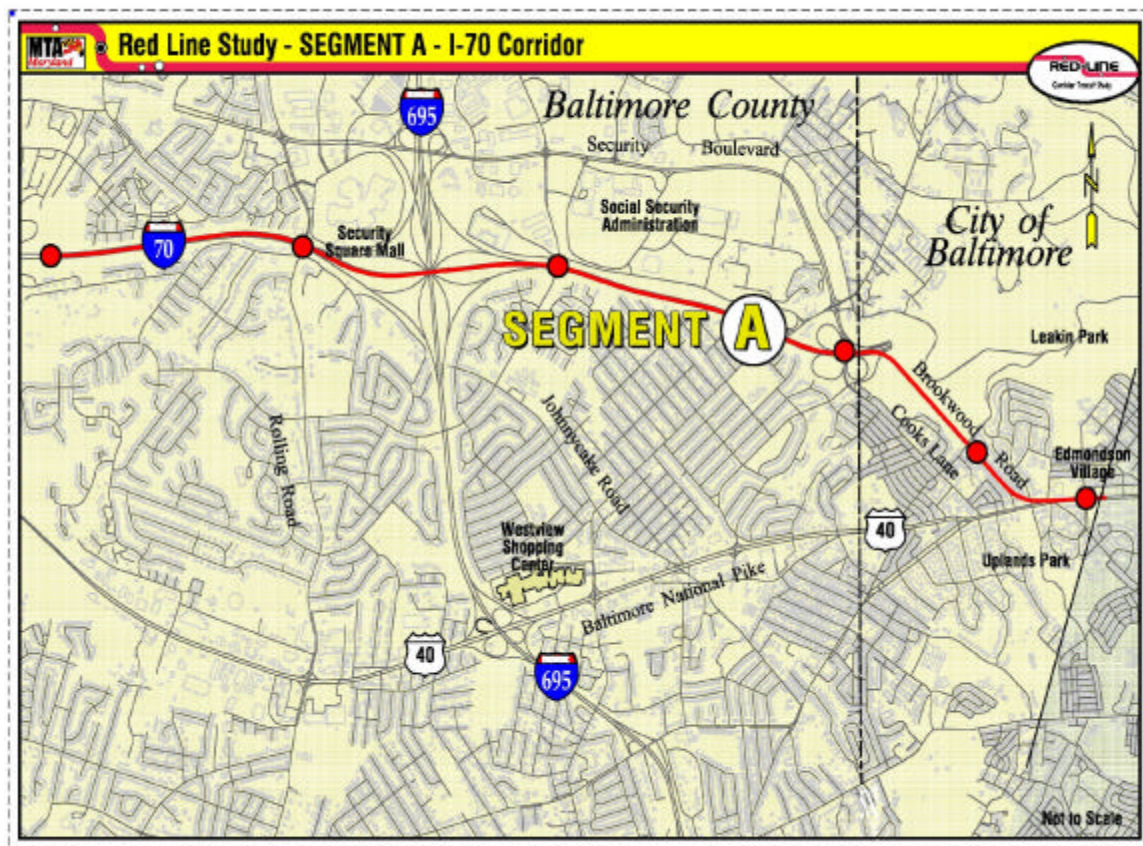 MTA
Maryland
Red Line Study - SEGMENT A - I-70 Corridor
RED LINE
Corridor Transit Study
695
Baltimore County
Security Boulevard
Social Security
Administration
City of
Baltimore
70
Security
Square Mall
SEGMENT A
Leakin Park
Brookwood Road
Cooks Lane
Edmondson
Village
Rolling Road
Johnnycake Road
Westview
Shopping
Center
40
Uplands Park
Baltimore National Pike
40
695
Not to Scale